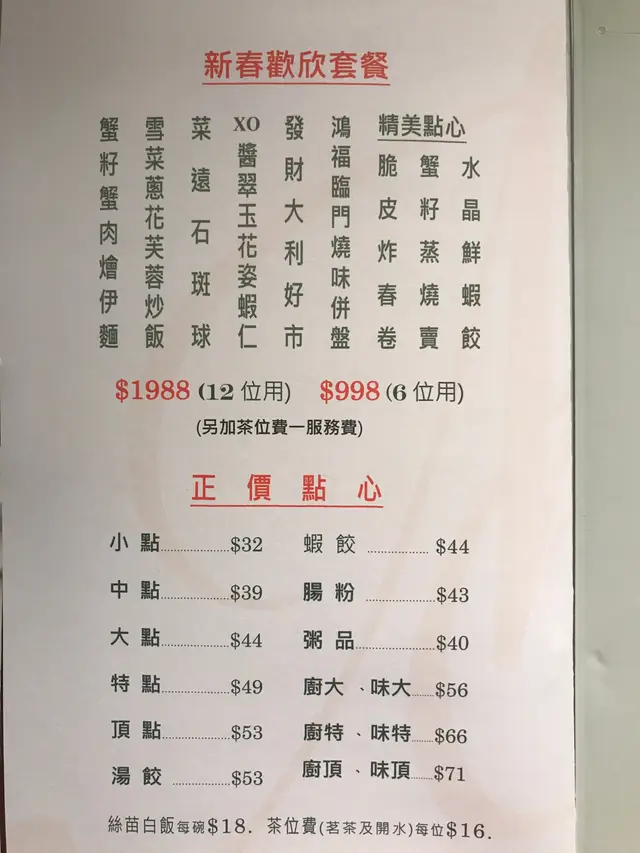 新春歡欣套餐
精美點心
水晶鮮蝦餃
蟹籽蒸燒賣
脆皮炸春卷
鴻福臨門燒味併盤
發財大利好市
XO醬翠玉花姿蝦仁
菜遠石斑球
雪菜蔥花芙蓉炒飯
蟹籽蟹肉燴伊麵
$1988 (12 位用) $998 (6 位用)
(另加茶位費一服務費)
正價點心
小點....................$32
蝦餃 ................. $44
中點....................$39
腸粉 ....................$43
大點....................$44
粥品.......................$40
特點....................$49
廚大、味大......$56
頂點....................$53
廚特、味特......$66
湯餃 .................$53
廚頂、味頂......$71
絲苗白飯每碗$18. 茶位費(茗茶及開水)每位$16.